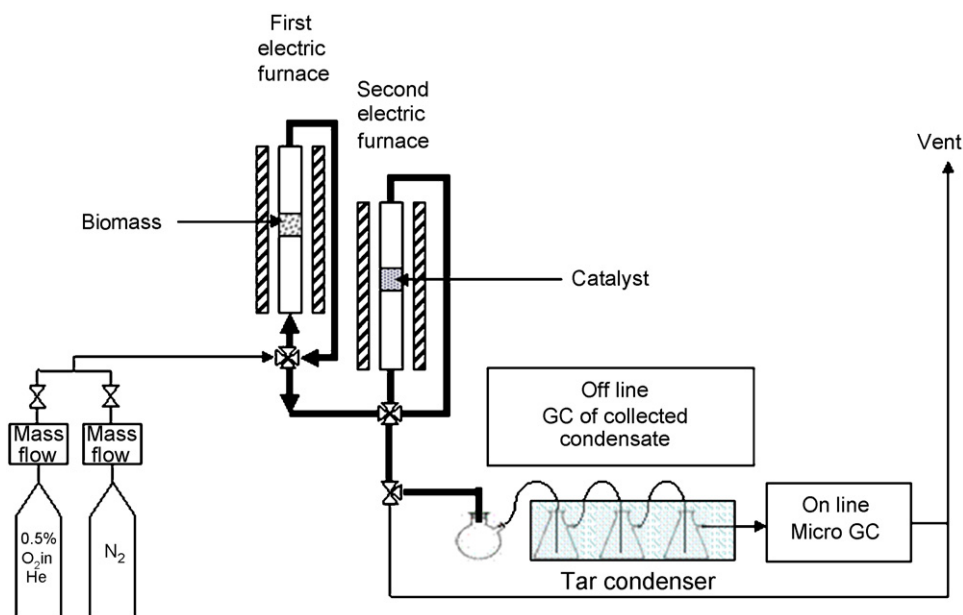 First
electric
furnace
Second
electric
furnace
Vent
Biomass
Catalyst
Off line
GC of collected
condensate
Mass
flow
Mass
flow
On line
Micro GC
0.5%
O₂in
He
N₂
Tar condenser